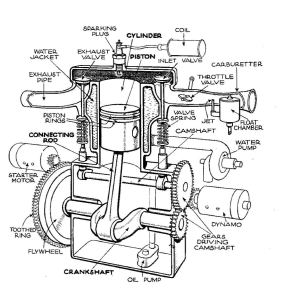 SPARKING
PLUG
COIL
CYLINDER
WATER
JACKET
EXHAUST
VALVE
PISTON
INLET VALVE
CARBURETTER
EXHAUST
PIPE
THROTTLE
VALVE
PISTON
RINGS
VALVE
SPRING
JET
FLOAT
CHAMBER
CONNECTING
ROD
CAMSHAFT
WATER
PUMP
STARTER
MOTOR
TOOTHED
RING
FLYWHEEL
DYNAMO
GEARS
DRIVING
CAMSHAFT
CRANKSHAFT
OIL PUMP